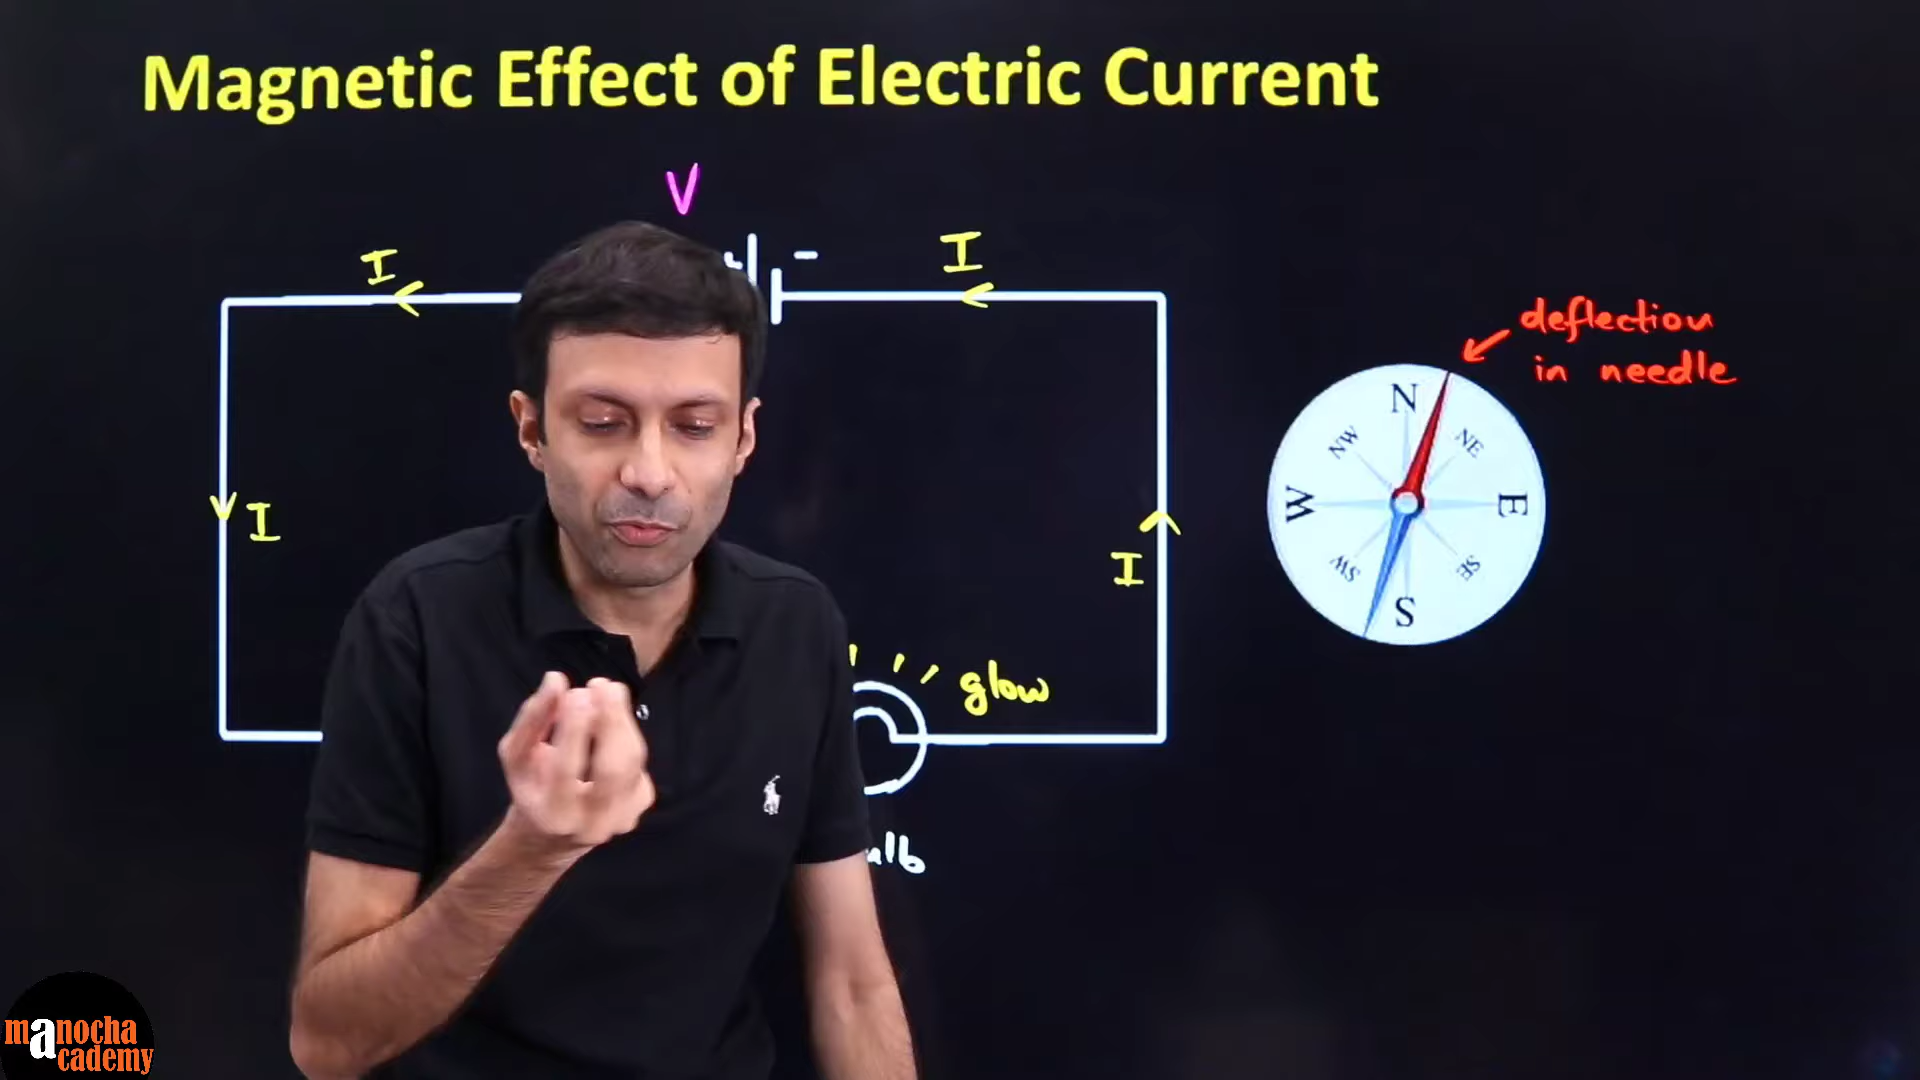 Magnetic Effect of Electric Current
V
I
I
-
deflection
in needle
N
NW
NE
W
E
I
I
SW
SE
S
glow
manocha
academy